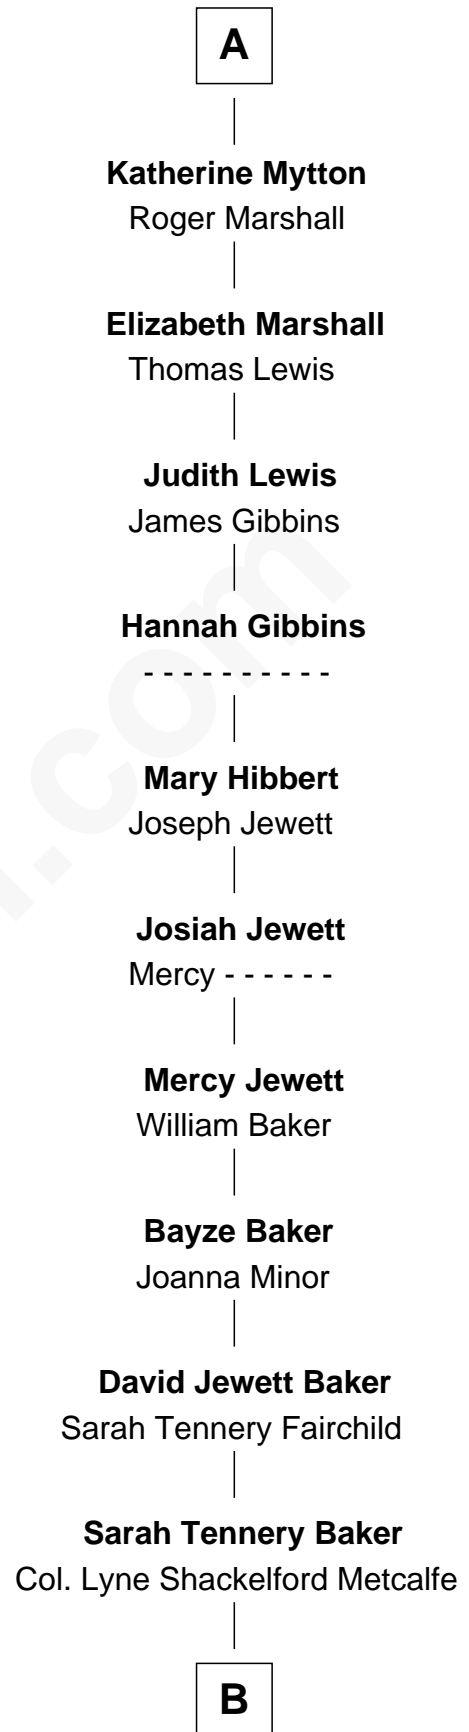 A
Katherine Mytton
Roger Marshall
Elizabeth Marshall
Thomas Lewis
Judith Lewis
James Gibbins
Hannah Gibbins
- - - - - - - - - -
Mary Hibbert
Joseph Jewett
Josiah Jewett
Mercy - - - - - -
Mercy Jewett
William Baker
Bayze Baker
Joanna Minor
David Jewett Baker
Sarah Tennery Fairchild
Sarah Tennery Baker
Col. Lyne Shackelford Metcalfe
B